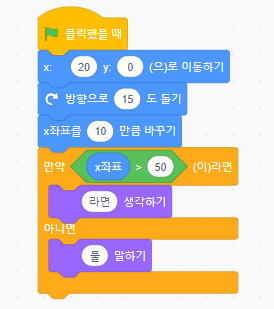 클릭했을 때
x: 20 y: 0 (으)로 이동하기
방향으로 15 도 돌기
x좌표를 10 만큼 바꾸기
만약 x좌표 > 50 (이)라면
라면 생각하기
아니면
물 말하기